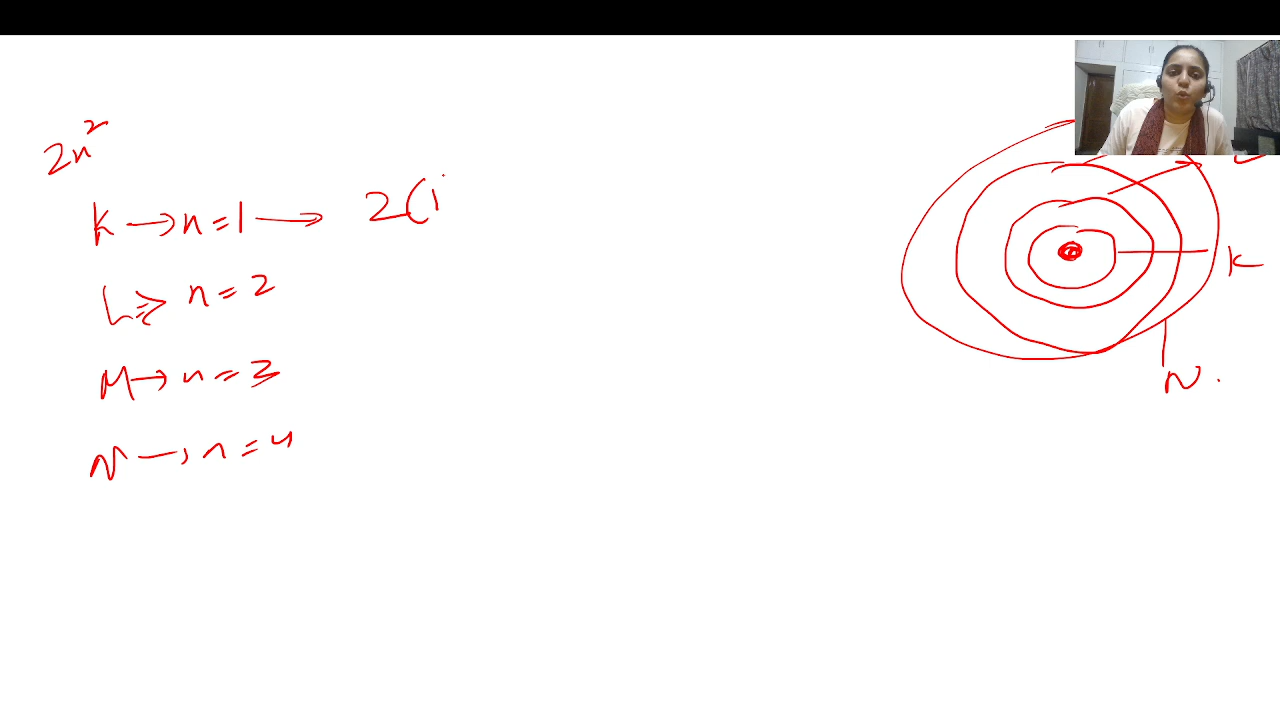 2n²
K → n = 1 → 2(1
L ⇒ n = 2
M → n = 3
N → n = 4
K
N.